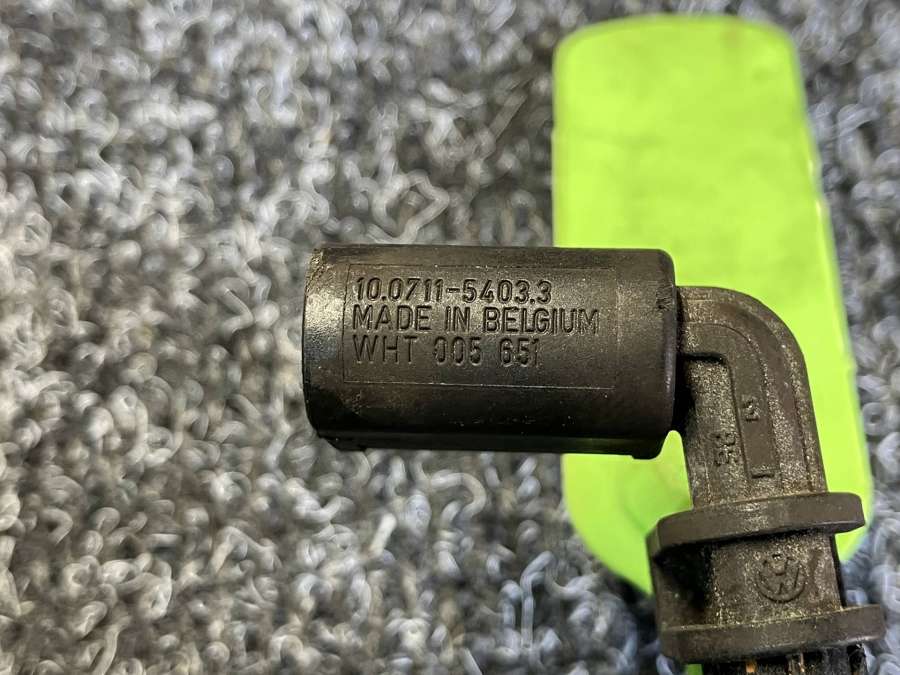 10.0711-5403.3
MADE IN BELGIUM
WHT 005 651